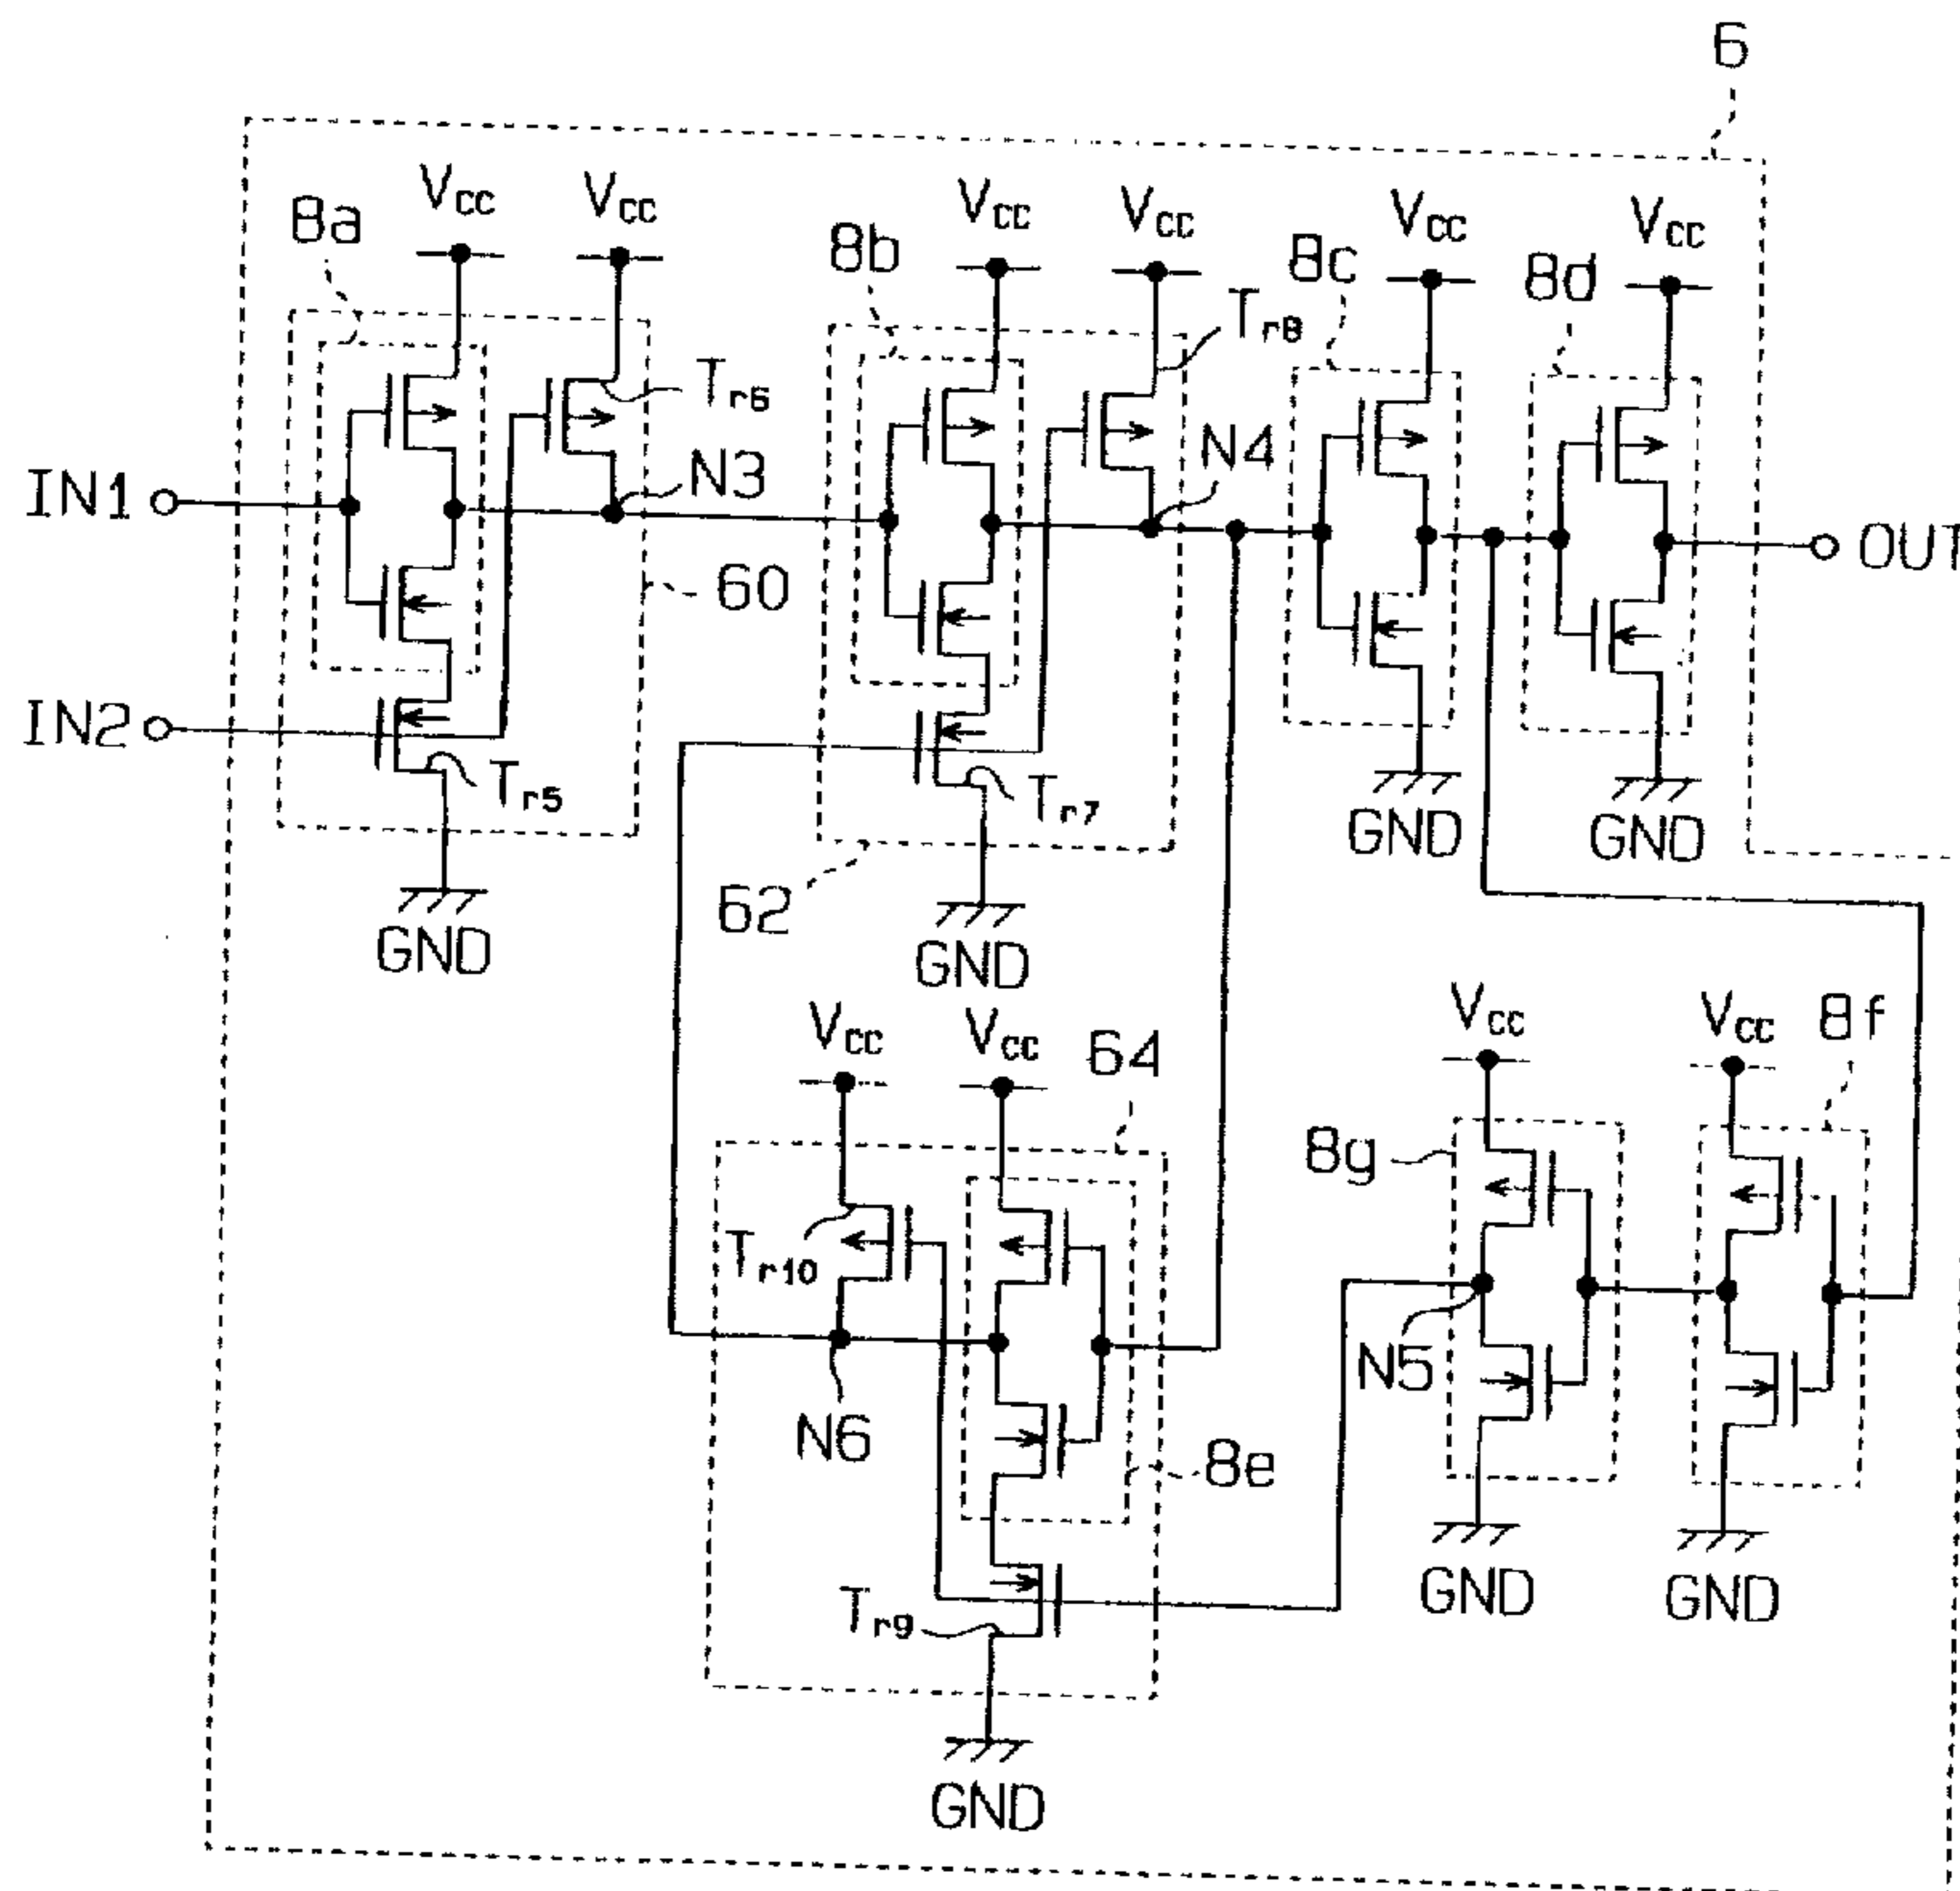 6
8a
Vcc
Vcc
8b
Vcc
Vcc
8c
Vcc
8d
Vcc
Tr6
Tr8
IN1
N3
N4
OUT
60
IN2
Tr5
Tr7
62
GND
GND
GND
GND
Vcc
Vcc
64
Vcc
Vcc
8f
8g
Tr10
N6
N5
8e
Tr9
GND
GND
GND